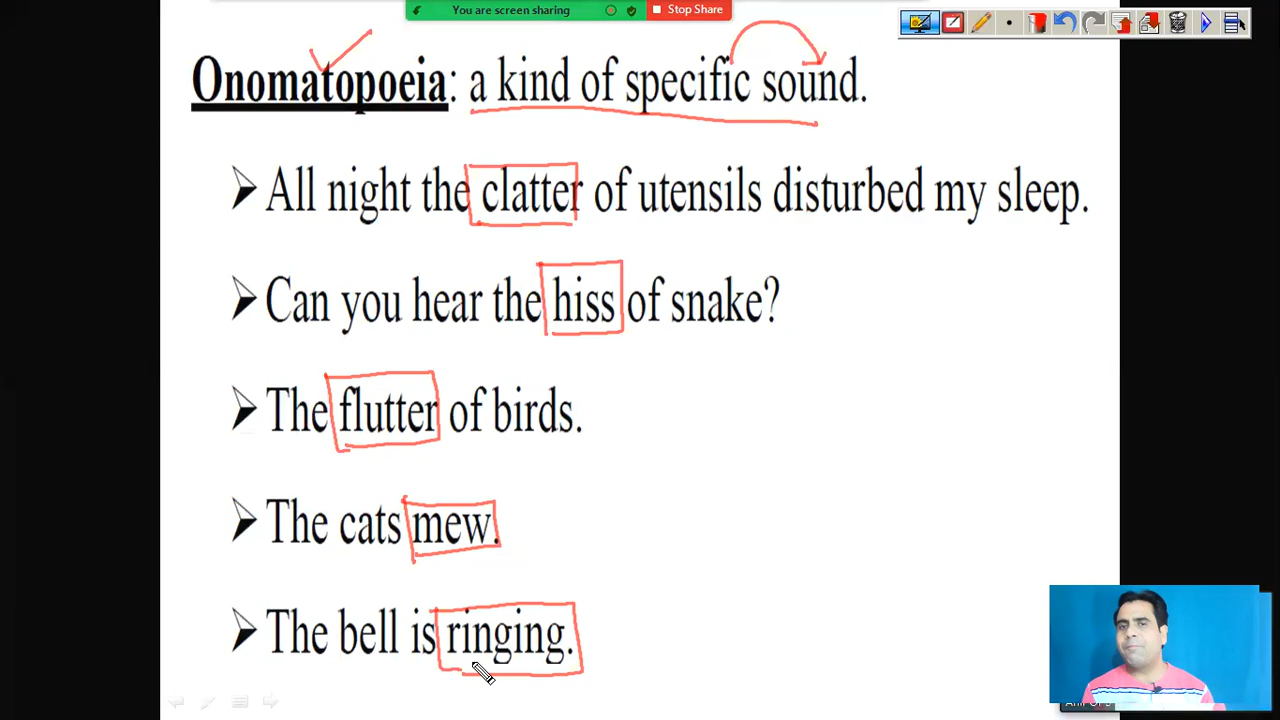 You are screen sharing
Stop Share
Onomatopoeia: a kind of specific sound.
All night the clatter of utensils disturbed my sleep.
Can you hear the hiss of snake?
The flutter of birds.
The cats mew.
The bell is ringing.